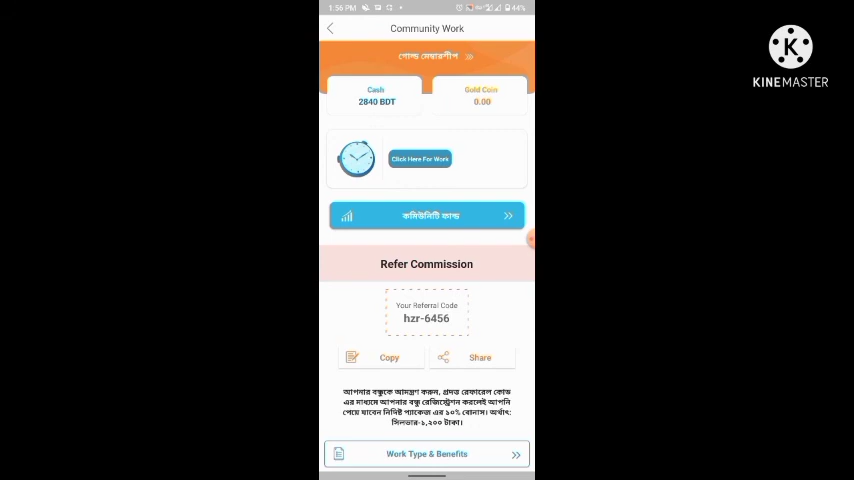 1:56 PM
44%
Community Work
গোল্ড মেম্বারশীপ
Cash
2840 BDT
Gold Coin
0.00
Click Here For Work
কমিউনিটি ফান্ড
Refer Commission
Your Referral Code
hzr-6456
Copy
Share
আপনার বন্ধুকে আমন্ত্রণ করুন, প্রদত্ত রেফারেল কোড
এর মাধ্যমে আপনার বন্ধু রেজিস্ট্রেশন করলেই আপনি
পেয়ে যাবেন নির্দিষ্ট প্যাকেজ এর ১০% বোনাস। অর্থাৎ:
সিলভার-১,২০০ টাকা।
Work Type & Benefits
K
KINEMASTER